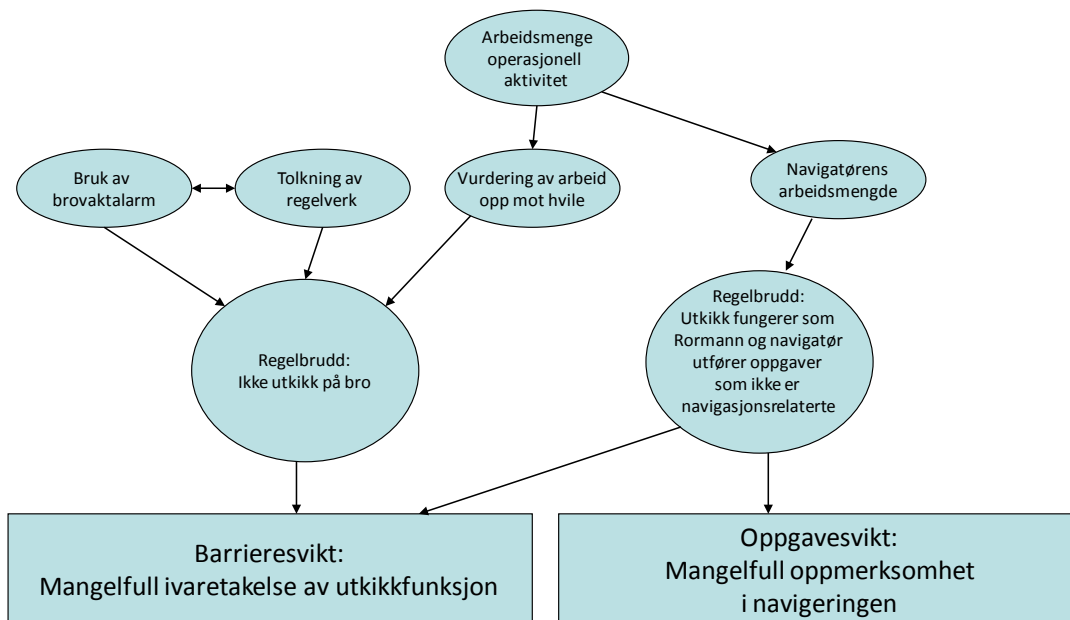 Arbeidsmenge
operasjonell
aktivitet
Bruk av
brovaktalarm
Tolkning av
regelverk
Vurdering av arbeid
opp mot hvile
Navigatørens
arbeidsmengde
Regelbrudd:
Ikke utkikk på bro
Regelbrudd:
Utkikk fungerer som
Rormann og navigatør
utfører oppgaver
som ikke er
navigasjonsrelaterte
Barrieresvikt:
Mangelfull ivaretakelse av utkikkfunksjon
Oppgavesvikt:
Mangelfull oppmerksomhet
i navigeringen